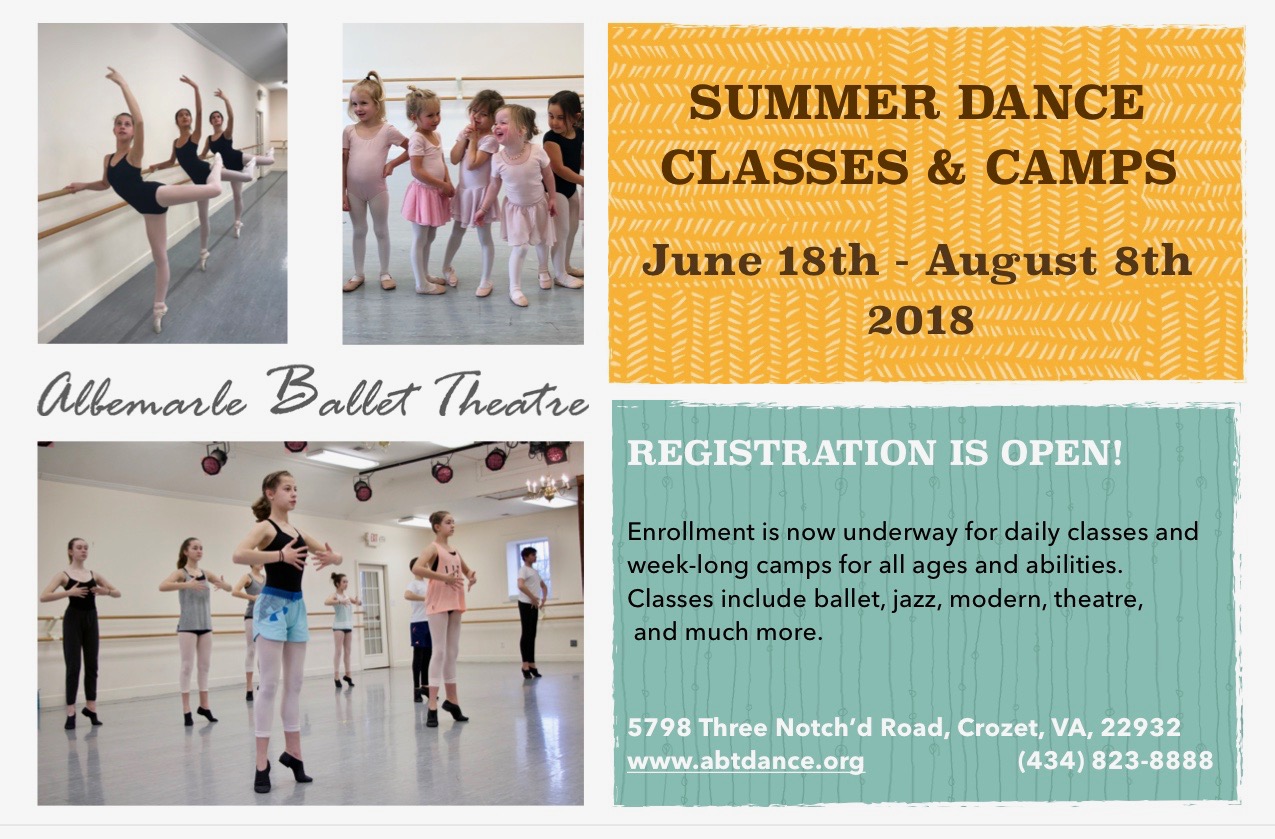 SUMMER DANCE
CLASSES & CAMPS
June 18th - August 8th
2018
Albemarle Ballet Theatre
EXIT
REGISTRATION IS OPEN!
Enrollment is now underway for daily classes and
week-long camps for all ages and abilities.
Classes include ballet, jazz, modern, theatre,
and much more.
5798 Three Notch’d Road, Crozet, VA, 22932
www.abtdance.org (434) 823-8888